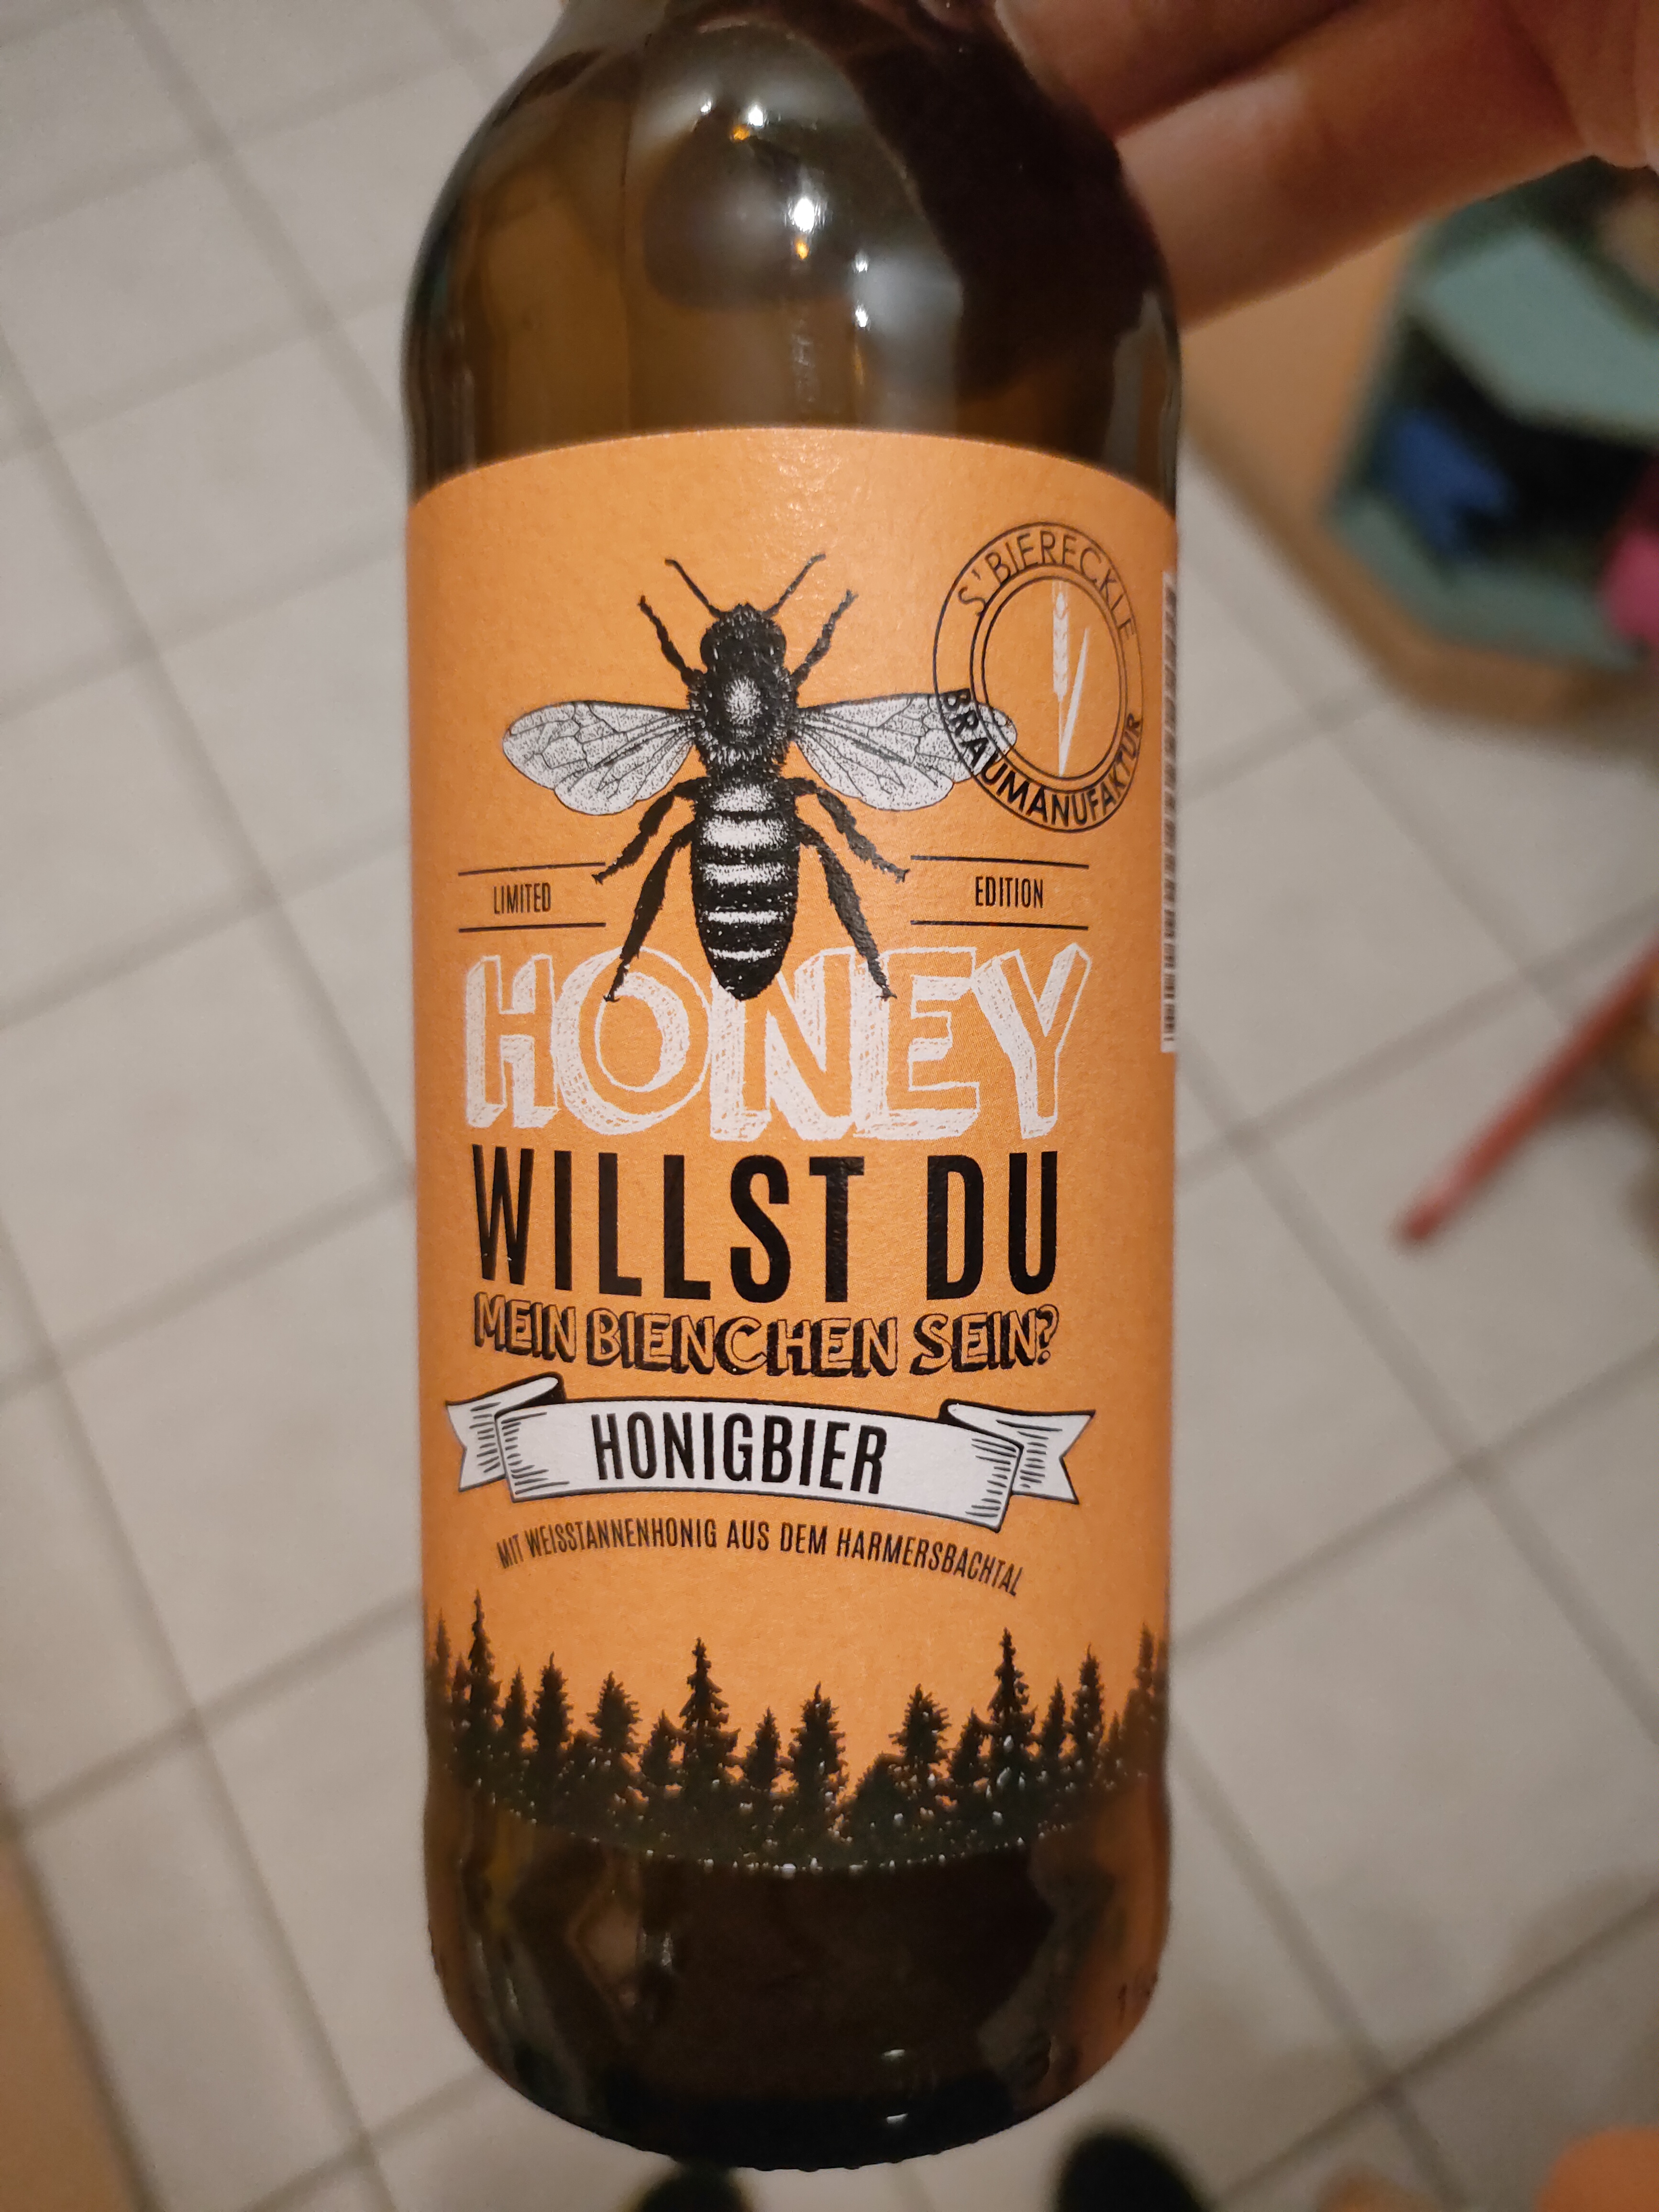 S' BIERECKLE
BRAUMANUFAKTUR
LIMITED EDITION
HONEY
WILLST DU
MEIN BIENCHEN SEIN?
HONIGBIER
MIT WEISSTANNENHONIG AUS DEM HARMERSBACHTAL